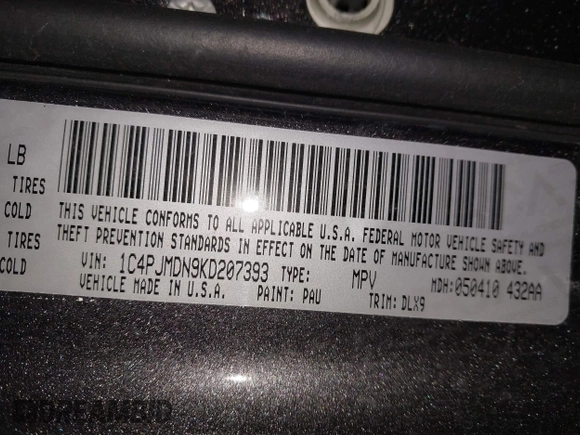 LB
TIRES
COLD
TIRES
COLD
THIS VEHICLE CONFORMS TO ALL APPLICABLE U.S.A. FEDERAL MOTOR VEHICLE SAFETY AND
THEFT PREVENTION STANDARDS IN EFFECT ON THE DATE OF MANUFACTURE SHOWN ABOVE.
VIN: 1C4PJMDN9KD207393 TYPE: MPV MDH:050410 432AA
VEHICLE MADE IN U.S.A. PAINT: PAU TRIM: DLX9
DREAMBID